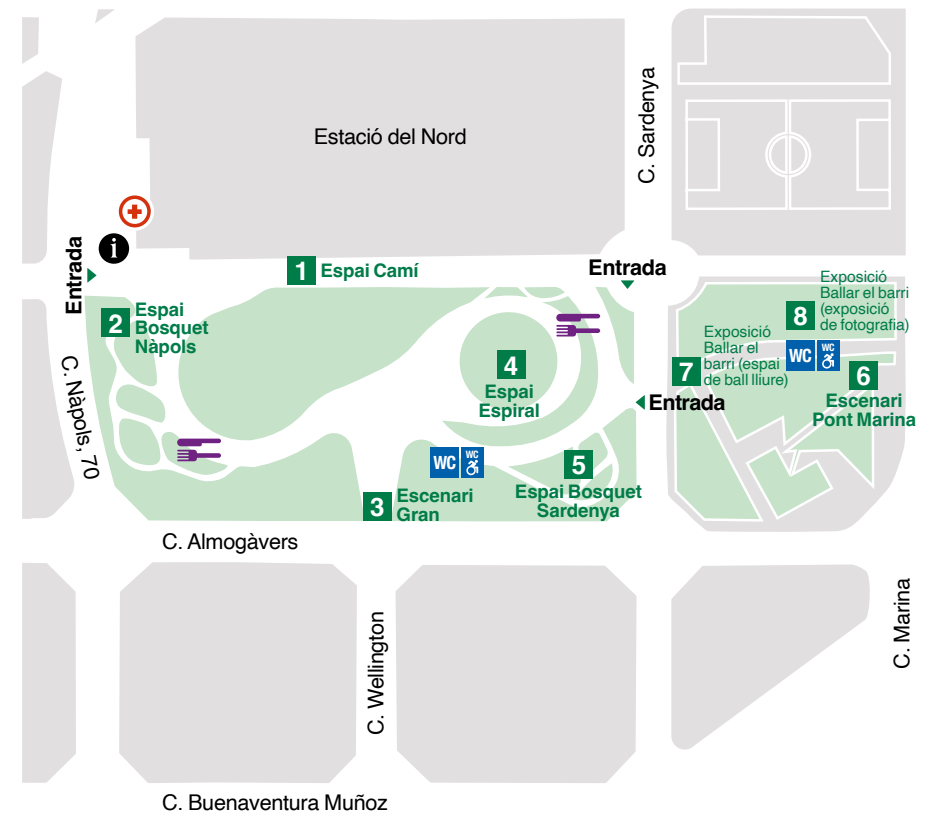 Estació del Nord
C. Sardenya
i
Entrada
1 Espai Camí
Entrada
2 Espai
Bosquet
Nàpols
Exposició
Ballar el barri
8 (exposició
de fotografia)
Exposició
Ballar el
7 barri (espai
de ball lliure)
WC WC
6
Escenari
Pont Marina
4
Espai
Espiral
Entrada
C. Nàpols, 70
WC WC
5
Espai Bosquet
Sardenya
3 Escenari
Gran
C. Almogàvers
C. Wellington
C. Marina
C. Buenaventura Muñoz